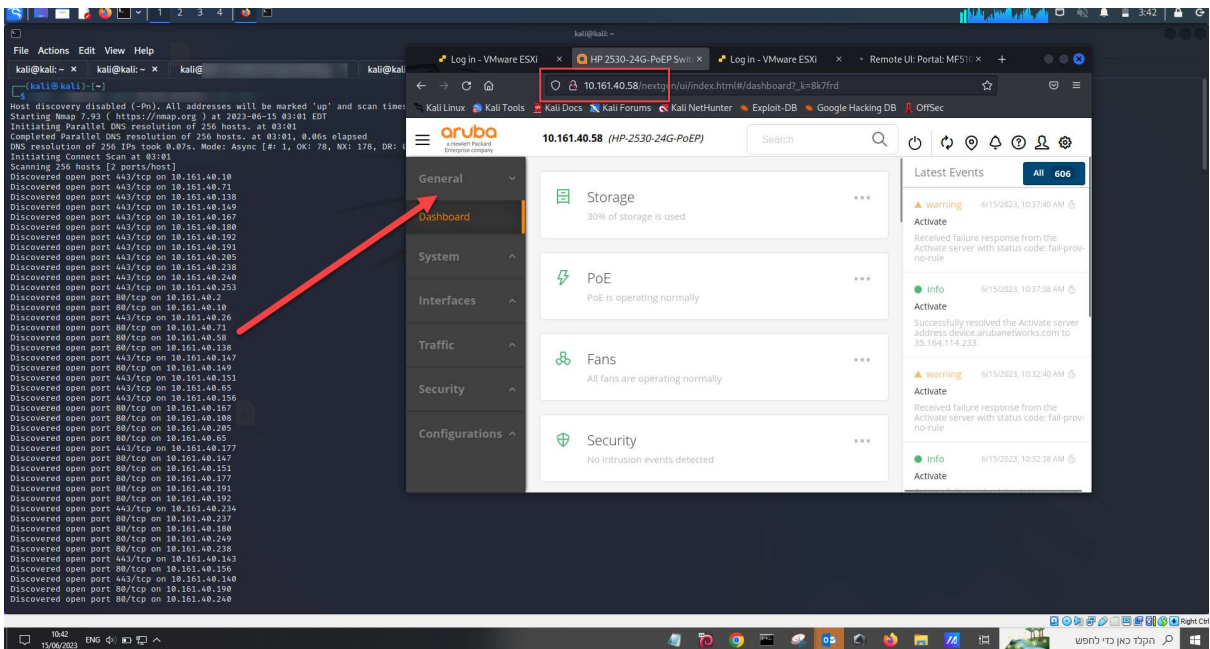 1 2 3 4
3:42
kali@kali: ~
File Actions Edit View Help
kali@kali: ~ × kali@kali: ~ × kali@ kali@kali
(kali㉿kali)-[~]
$
Host discovery disabled (-Pn). All addresses will be marked 'up' and scan times
Starting Nmap 7.93 ( https://nmap.org ) at 2023-06-15 03:01 EDT
Initiating Parallel DNS resolution of 256 hosts. at 03:01
Completed Parallel DNS resolution of 256 hosts. at 03:01, 0.06s elapsed
DNS resolution of 256 IPs took 0.07s. Mode: Async [#: 1, OK: 78, NX: 178, DR:
Initiating Connect Scan at 03:01
Scanning 256 hosts [2 ports/host]
Discovered open port 443/tcp on 10.161.40.10
Discovered open port 443/tcp on 10.161.40.71
Discovered open port 443/tcp on 10.161.40.138
Discovered open port 443/tcp on 10.161.40.149
Discovered open port 443/tcp on 10.161.40.167
Discovered open port 443/tcp on 10.161.40.180
Discovered open port 443/tcp on 10.161.40.192
Discovered open port 443/tcp on 10.161.40.191
Discovered open port 443/tcp on 10.161.40.205
Discovered open port 443/tcp on 10.161.40.238
Discovered open port 443/tcp on 10.161.40.240
Discovered open port 443/tcp on 10.161.40.253
Discovered open port 80/tcp on 10.161.40.2
Discovered open port 80/tcp on 10.161.40.10
Discovered open port 443/tcp on 10.161.40.26
Discovered open port 80/tcp on 10.161.40.71
Discovered open port 80/tcp on 10.161.40.58
Discovered open port 80/tcp on 10.161.40.138
Discovered open port 443/tcp on 10.161.40.147
Discovered open port 80/tcp on 10.161.40.149
Discovered open port 443/tcp on 10.161.40.151
Discovered open port 443/tcp on 10.161.40.65
Discovered open port 443/tcp on 10.161.40.156
Discovered open port 80/tcp on 10.161.40.167
Discovered open port 80/tcp on 10.161.40.108
Discovered open port 80/tcp on 10.161.40.205
Discovered open port 80/tcp on 10.161.40.65
Discovered open port 443/tcp on 10.161.40.177
Discovered open port 80/tcp on 10.161.40.147
Discovered open port 80/tcp on 10.161.40.151
Discovered open port 80/tcp on 10.161.40.177
Discovered open port 80/tcp on 10.161.40.191
Discovered open port 80/tcp on 10.161.40.192
Discovered open port 443/tcp on 10.161.40.234
Discovered open port 80/tcp on 10.161.40.237
Discovered open port 80/tcp on 10.161.40.180
Discovered open port 80/tcp on 10.161.40.249
Discovered open port 80/tcp on 10.161.40.238
Discovered open port 443/tcp on 10.161.40.143
Discovered open port 80/tcp on 10.161.40.156
Discovered open port 443/tcp on 10.161.40.140
Discovered open port 80/tcp on 10.161.40.190
Discovered open port 80/tcp on 10.161.40.240
Log in - VMware ESXi × HP 2530-24G-PoEP Swit × Log in - VMware ESXi × Remote UI: Portal: MF510 × +
10.161.40.58/nextgen/ui/index.html#/dashboard?_k=8k7frd
Kali Linux Kali Tools Kali Docs Kali Forums Kali NetHunter Exploit-DB Google Hacking DB OffSec
aruba
a Hewlett Packard
Enterprise company
10.161.40.58 (HP-2530-24G-PoEP)
Search
General
Dashboard
System
Interfaces
Traffic
Security
Configurations
Storage
30% of storage is used
PoE
PoE is operating normally
Fans
All fans are operating normally
Security
No intrusion events detected
Latest Events
All 606
warning 6/15/2023, 10:37:40 AM
Activate
Received failure response from the
Activate server with status code: fail-prov-
no-rule
info 6/15/2023, 10:37:38 AM
Activate
Successfully resolved the Activate server
address device.arubanetworks.com to
35.164.114.233.
warning 6/15/2023, 10:32:40 AM
Activate
Received failure response from the
Activate server with status code: fail-prov-
no-rule
info 6/15/2023, 10:32:38 AM
Activate
Right Ctrl
10:42
15/06/2023
ENG
הקלד כאן כדי לחפש